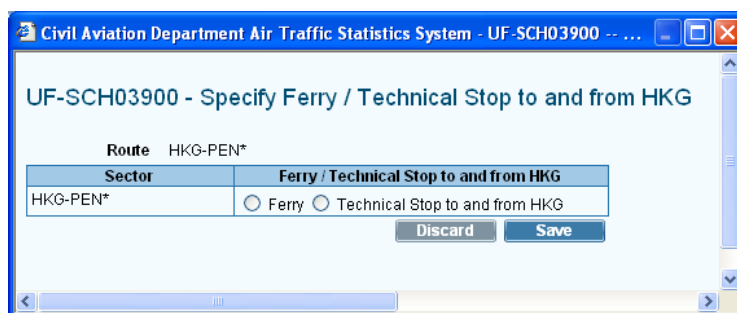 Civil Aviation Department Air Traffic Statistics System - UF-SCH03900 -- ...
UF-SCH03900 - Specify Ferry / Technical Stop to and from HKG
Route HKG-PEN*
Sector Ferry / Technical Stop to and from HKG
HKG-PEN* Ferry Technical Stop to and from HKG
Discard Save